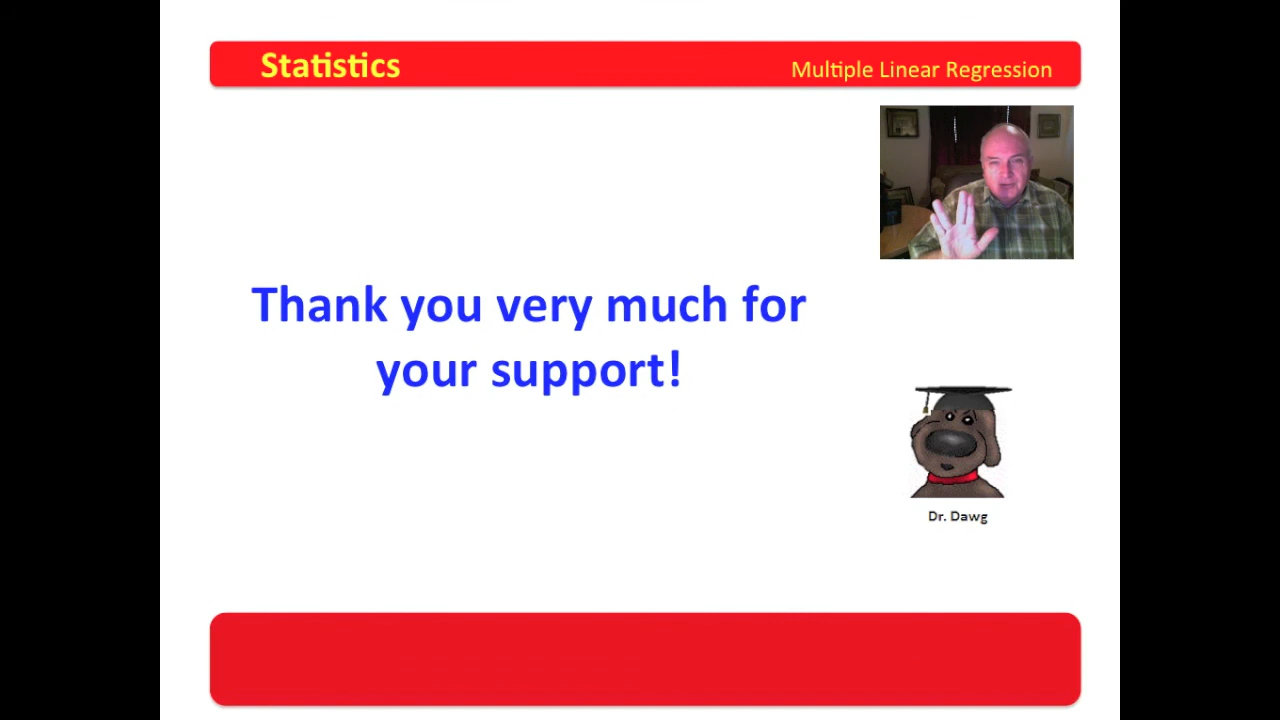 Statistics
Multiple Linear Regression
Thank you very much for
your support!
Dr. Dawg